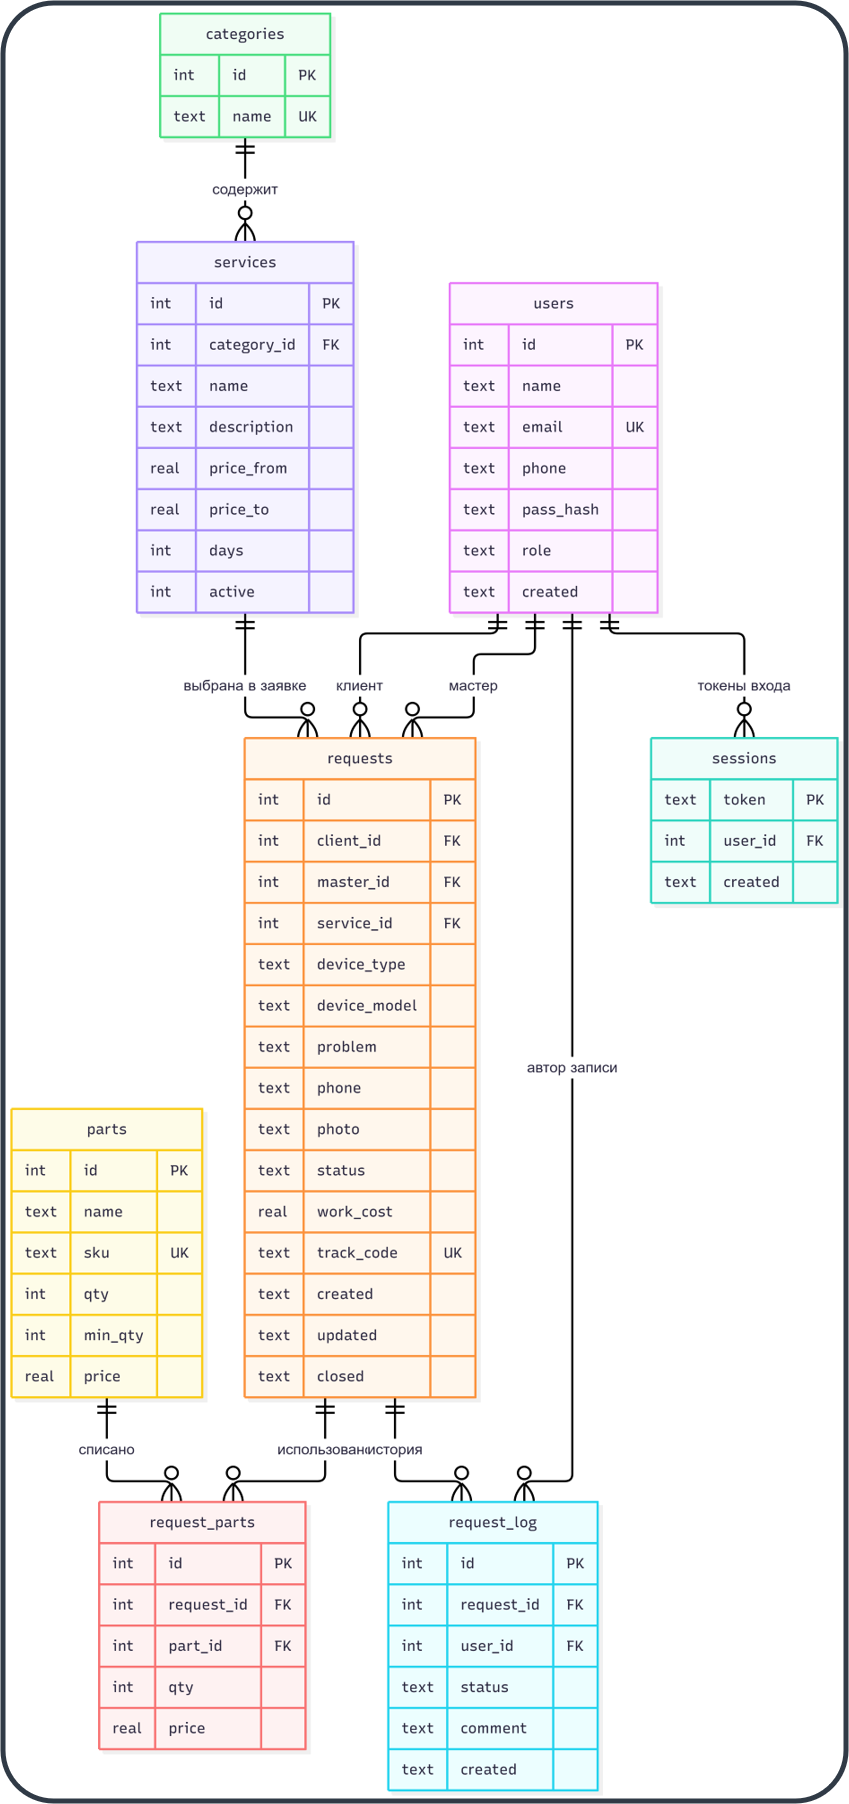 categories
int id PK
text name UK
содержит
services
int id PK
int category_id FK
text name
text description
real price_from
real price_to
int days
int active
users
int id PK
text name
text email UK
text phone
text pass_hash
text role
text created
выбрана в заявке
клиент
мастер
токены входа
requests
int id PK
int client_id FK
int master_id FK
int service_id FK
text device_type
text device_model
text problem
text phone
text photo
text status
real work_cost
text track_code UK
text created
text updated
text closed
sessions
text token PK
int user_id FK
text created
автор записи
parts
int id PK
text name
text sku UK
int qty
int min_qty
real price
списано
использован
история
request_parts
int id PK
int request_id FK
int part_id FK
int qty
real price
request_log
int id PK
int request_id FK
int user_id FK
text status
text comment
text created